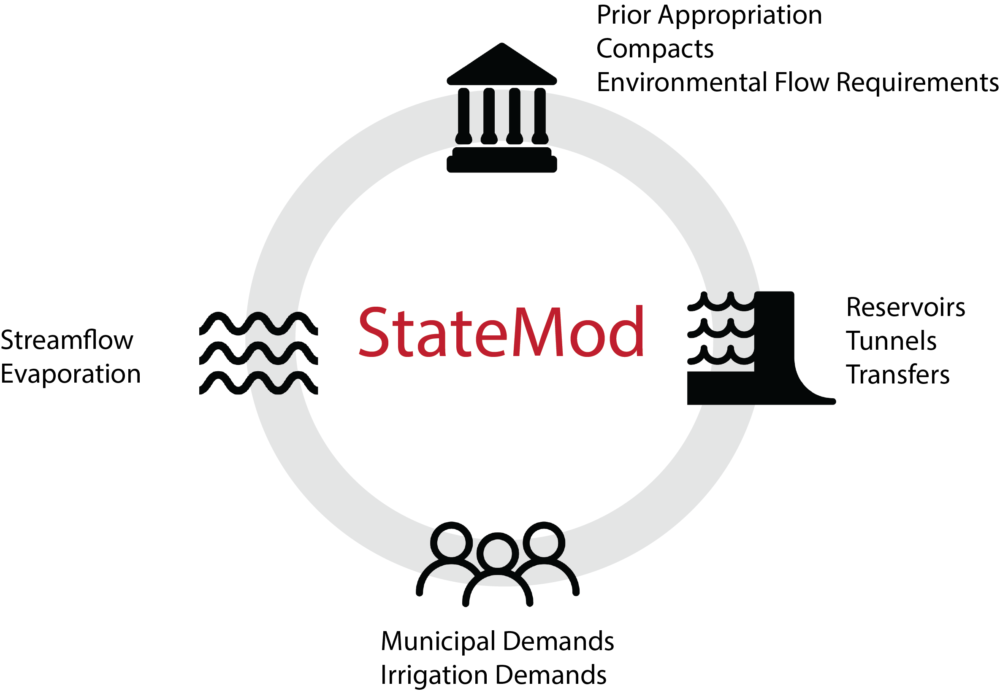 Prior Appropriation
Compacts
Environmental Flow Requirements
StateMod
Reservoirs
Tunnels
Transfers
Streamflow
Evaporation
Municipal Demands
Irrigation Demands